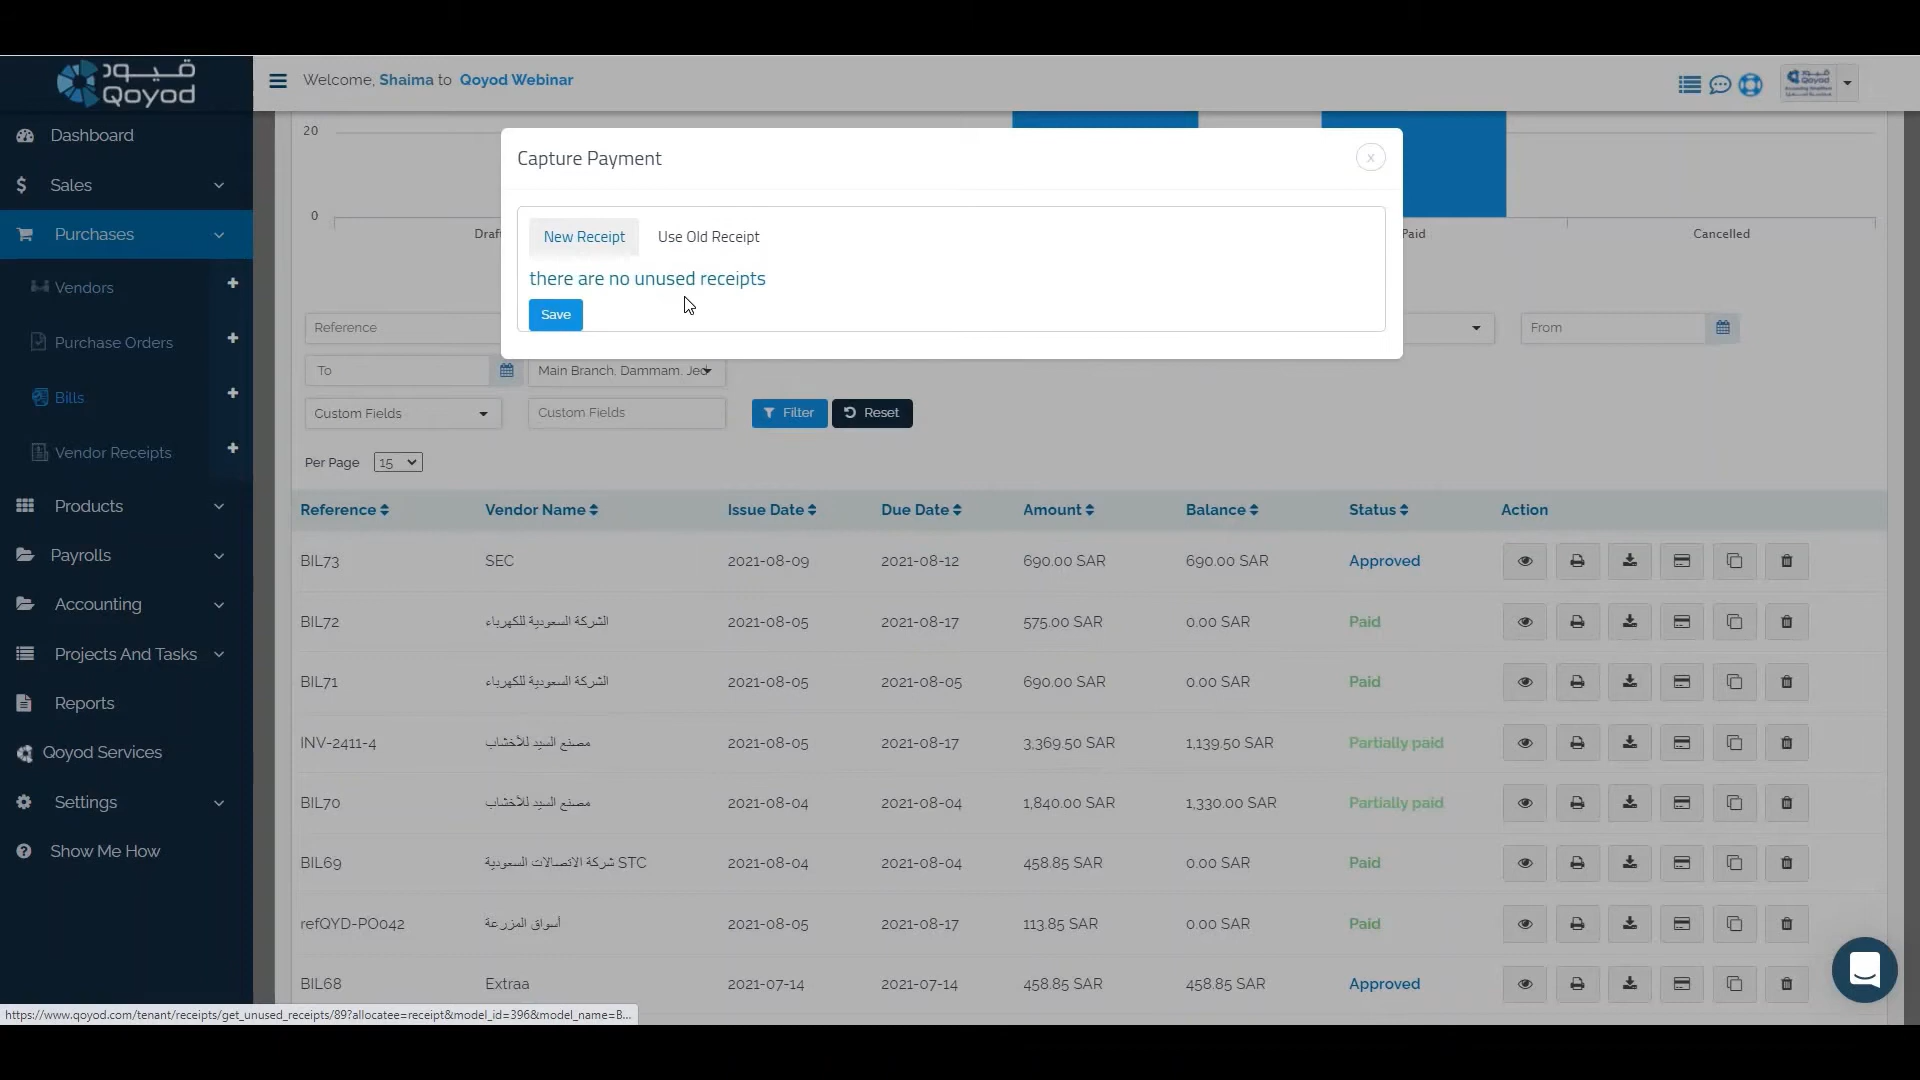 قيود
Qoyod
Welcome, Shaima to Qoyod Webinar
Dashboard
Sales
Purchases
Vendors
Purchase Orders
Bills
Vendor Receipts
Products
Payrolls
Accounting
Projects And Tasks
Reports
Qoyod Services
Settings
Show Me How
20
0
Draf
Paid
Cancelled
Capture Payment
x
New Receipt Use Old Receipt
there are no unused receipts
Save
Reference
From
To
Main Branch, Dammam, Jed
Custom Fields
Custom Fields
Filter
Reset
Per Page 15
Reference Vendor Name Issue Date Due Date Amount Balance Status Action
BIL73 SEC 2021-08-09 2021-08-12 690.00 SAR 690.00 SAR Approved
BIL72 الشركة السعودية للكهرباء 2021-08-05 2021-08-17 575.00 SAR 0.00 SAR Paid
BIL71 الشركة السعودية للكهرباء 2021-08-05 2021-08-05 690.00 SAR 0.00 SAR Paid
INV-2411-4 مصنع السيد للأخشاب 2021-08-05 2021-08-17 3,369.50 SAR 1,139.50 SAR Partially paid
BIL70 مصنع السيد للأخشاب 2021-08-04 2021-08-04 1,840.00 SAR 1,330.00 SAR Partially paid
BIL69 شركة الاتصالات السعودية STC 2021-08-04 2021-08-04 458.85 SAR 0.00 SAR Paid
refQYD-PO042 أسواق المزرعة 2021-08-05 2021-08-17 113.85 SAR 0.00 SAR Paid
BIL68 Extraa 2021-07-14 2021-07-14 458.85 SAR 458.85 SAR Approved
https://www.qoyod.com/tenant/receipts/get_unused_receipts/89?allocatee=receipt&model_id=396&model_name=B...